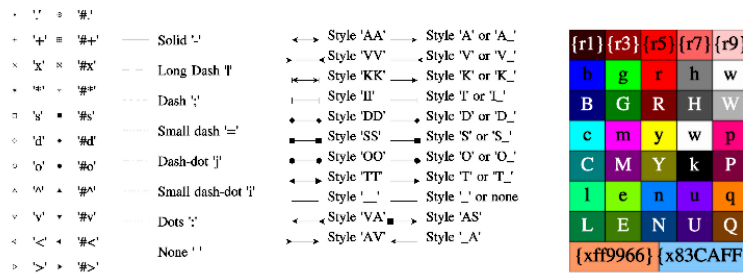 '.' '#.'
'+' '#+'
'x' '#x'
'*' '#*'
's' '#s'
'd' '#d'
'o' '#o'
'^' '#^'
'v' '#v'
'<' '#<'
'>' '#>'
Solid '-'
Long Dash '|'
Dash ';'
Small dash '='
Dash-dot 'j'
Small dash-dot 'i'
Dots ':'
None ' '
Style 'AA' Style 'A' or 'A_'
Style 'VV' Style 'V' or 'V_'
Style 'KK' Style 'K' or 'K_'
Style 'II' Style 'I' or 'I_'
Style 'DD' Style 'D' or 'D_'
Style 'SS' Style 'S' or 'S_'
Style 'OO' Style 'O' or 'O_'
Style 'TT' Style 'T' or 'T_'
Style '__' Style '_' or none
Style 'VA' Style 'AS'
Style 'AV' Style '_A'
{r1} {r3} {r5} {r7} {r9}
b g r h w
B G R H W
c m y w p
C M Y k P
l e n u q
L E N U Q
{xff9966} {x83CAFF}